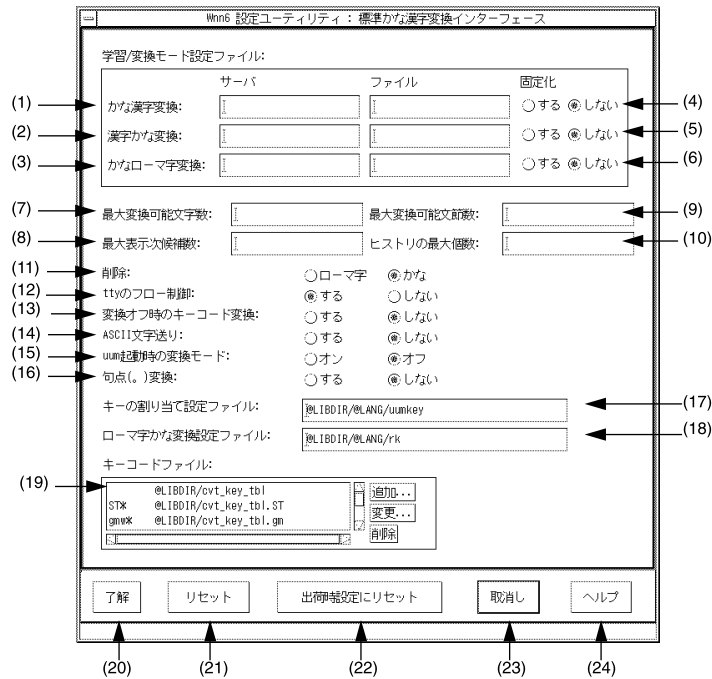 Wnn6 設定ユーティリティ： 標準かな漢字変換インターフェース
学習/変換モード設定ファイル:
サーバ ファイル 固定化
(1) かな漢字変換: する しない (4)
(2) 漢字かな変換: する しない (5)
(3) かなローマ字変換: する しない (6)
(7) 最大変換可能文字数: 最大変換可能文節数: (9)
(8) 最大表示次候補数: ヒストリの最大個数: (10)
(11) 削除: ローマ字 かな
(12) ttyのフロー制御: する しない
(13) 変換オフ時のキーコード変換: する しない
(14) ASCII文字送り: する しない
(15) uum起動時の変換モード: オン オフ
(16) 句点(。)変換: する しない
キーの割り当て設定ファイル: @LIBDIR/@LANG/uumkey (17)
ローマ字かな変換設定ファイル: @LIBDIR/@LANG/rk (18)
キーコードファイル:
(19) @LIBDIR/cvt_key_tbl 追加...
ST* @LIBDIR/cvt_key_tbl.ST 変更...
gmw* @LIBDIR/cvt_key_tbl.gm 削除
了解 リセット 出荷時設定にリセット 取消し ヘルプ
(20) (21) (22) (23) (24)